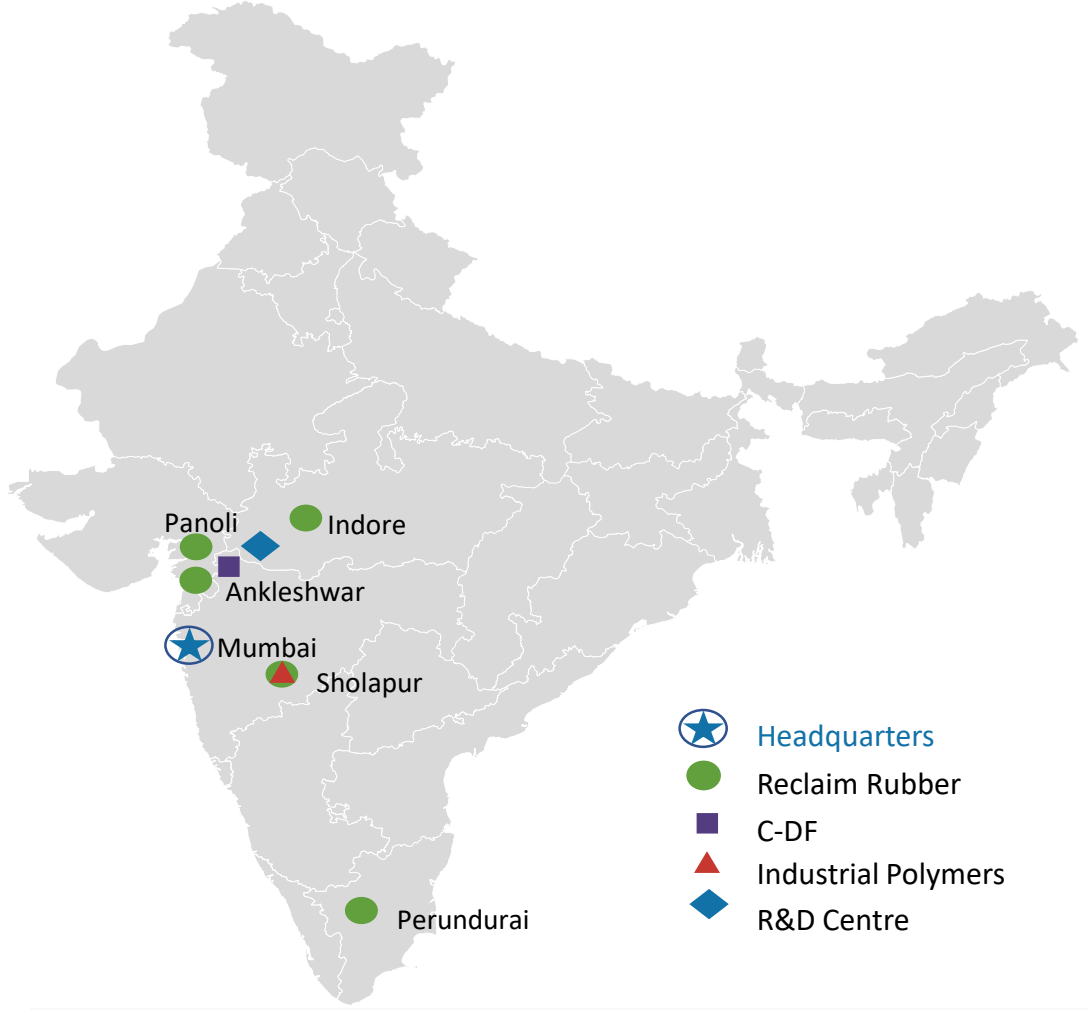 Panoli
Indore
Ankleshwar
Mumbai
Sholapur
Perundurai
Headquarters
Reclaim Rubber
C-DF
Industrial Polymers
R&D Centre